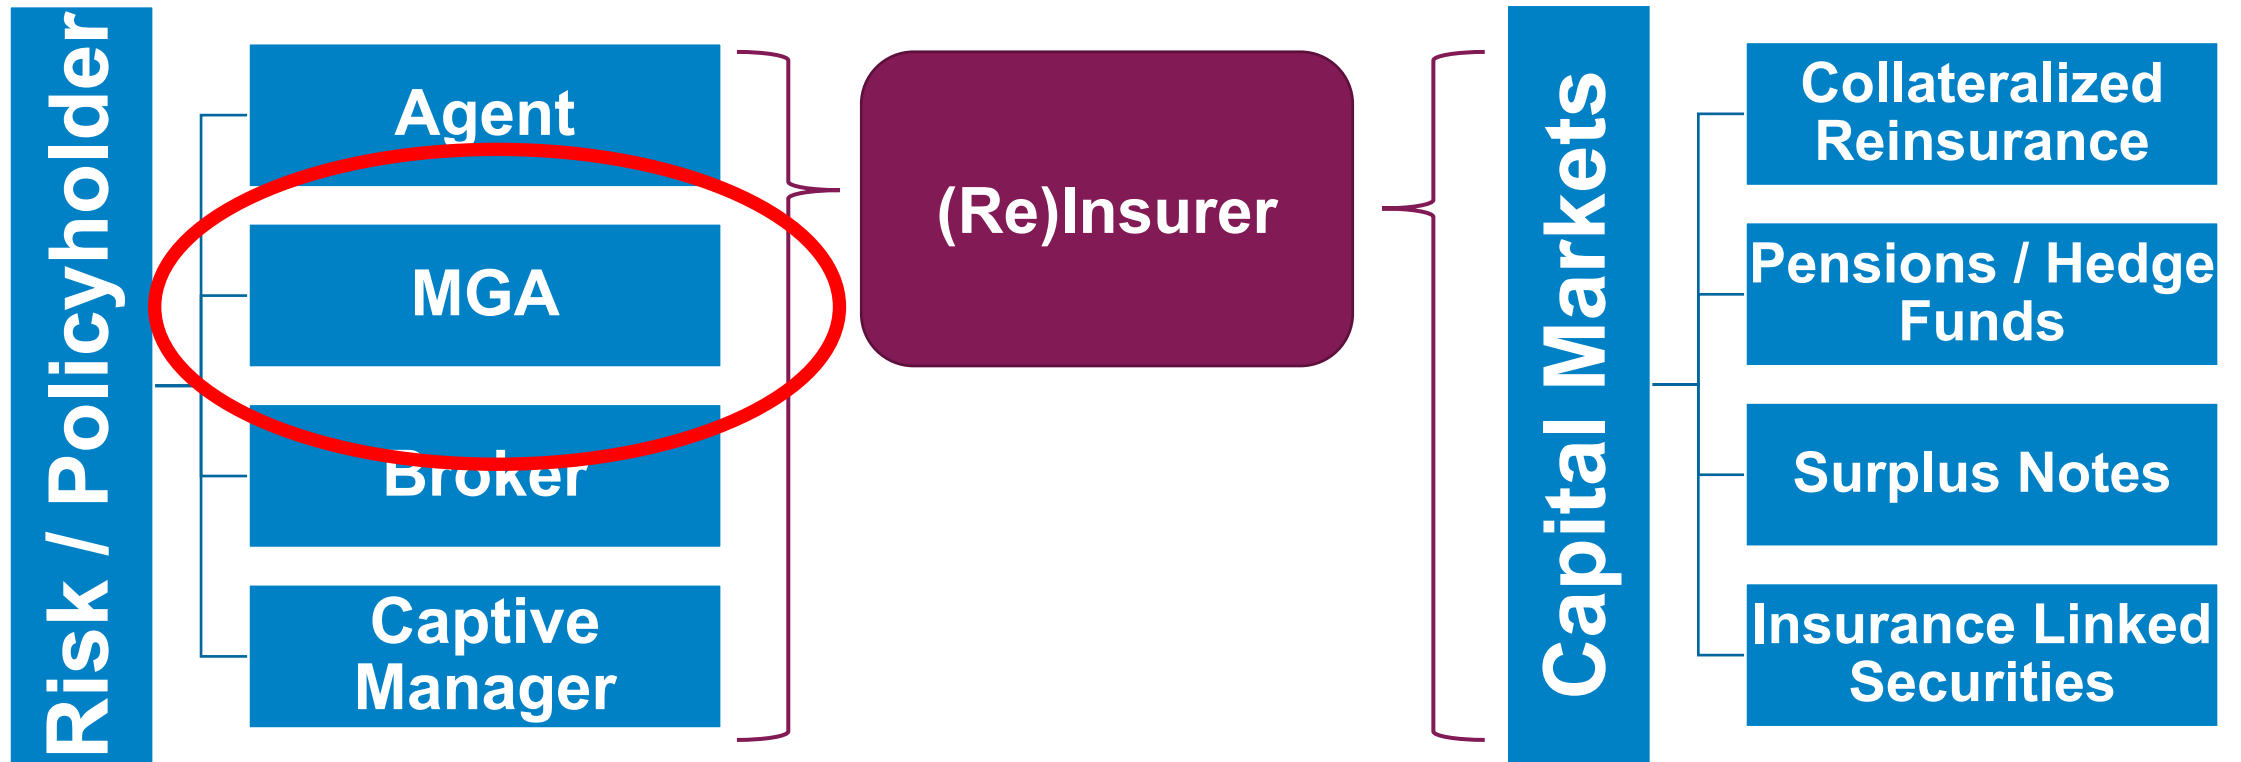 Risk / Policyholder
Agent
MGA
Broker
Captive
Manager
(Re)Insurer
Capital Markets
Collateralized
Reinsurance
Pensions / Hedge
Funds
Surplus Notes
Insurance Linked
Securities